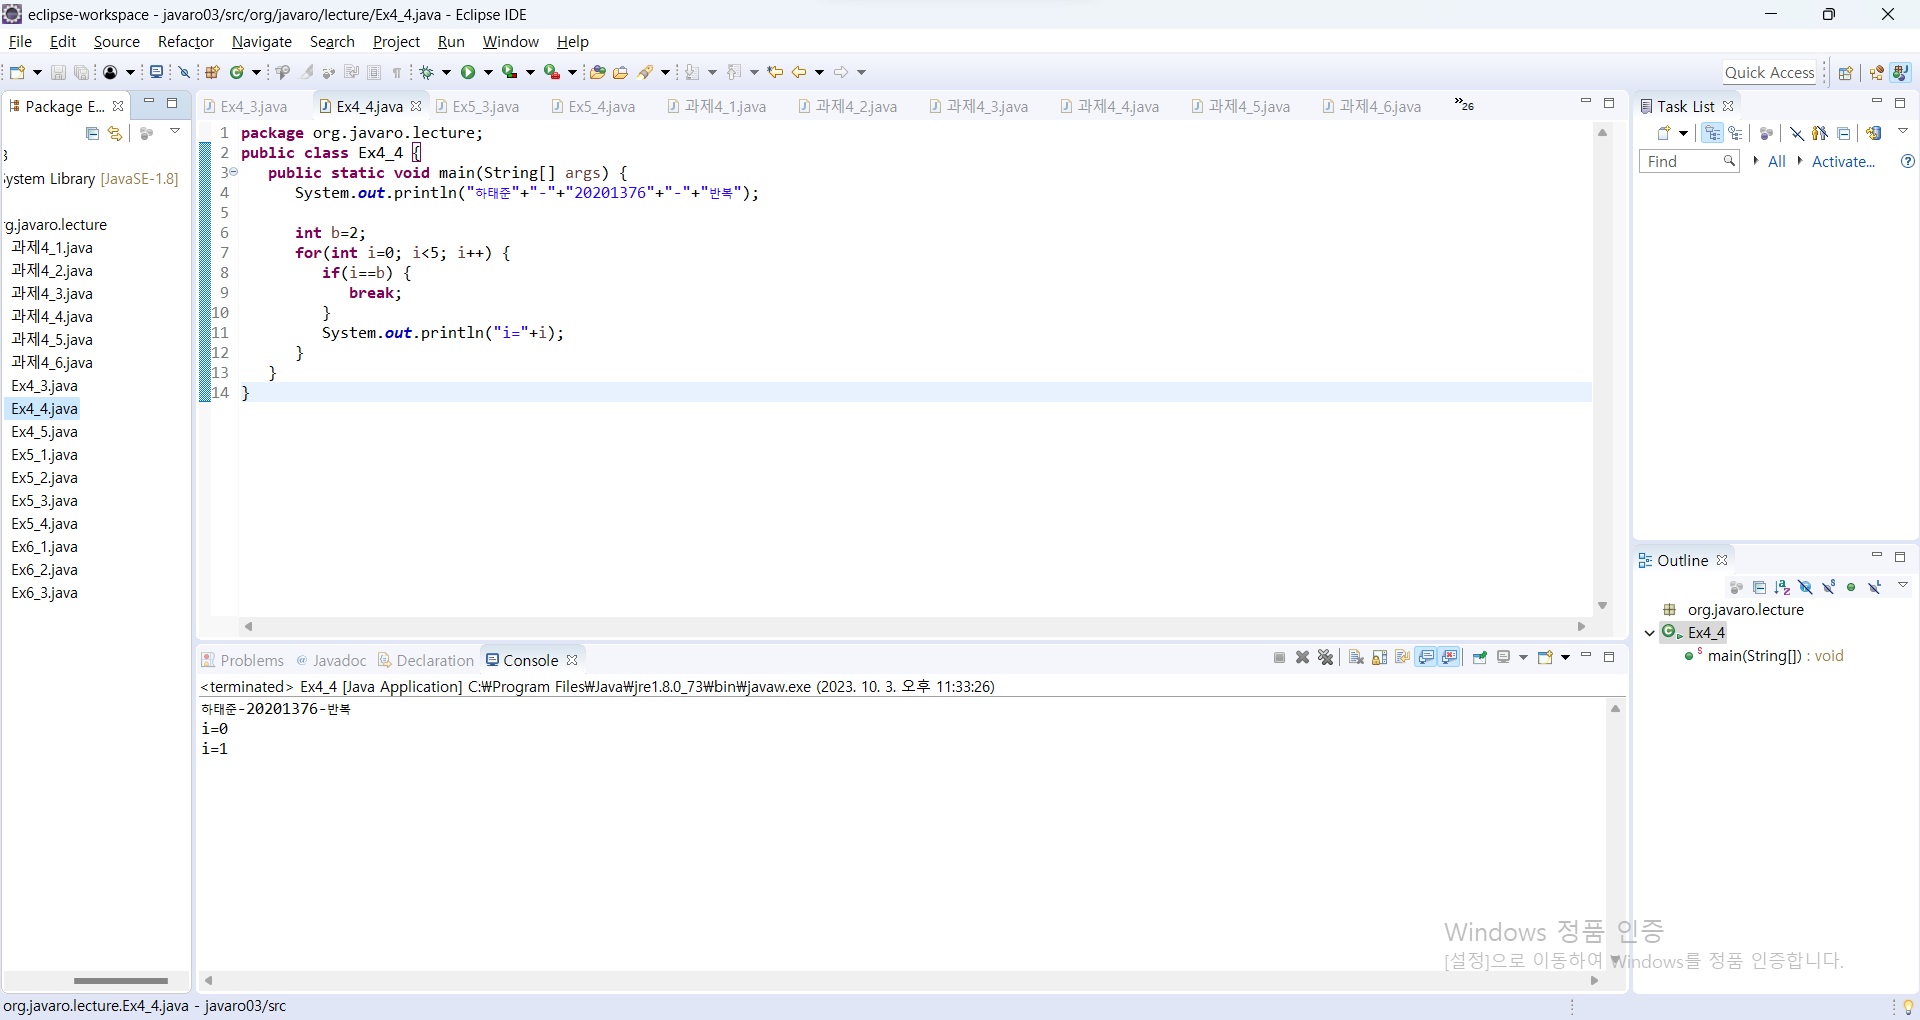 eclipse-workspace - javaro03/src/org/javaro/lecture/Ex4_4.java - Eclipse IDE
File Edit Source Refactor Navigate Search Project Run Window Help
Quick Access
Package E...
3
ystem Library [JavaSE-1.8]
g.javaro.lecture
과제4_1.java
과제4_2.java
과제4_3.java
과제4_4.java
과제4_5.java
과제4_6.java
Ex4_3.java
Ex4_4.java
Ex4_5.java
Ex5_1.java
Ex5_2.java
Ex5_3.java
Ex5_4.java
Ex6_1.java
Ex6_2.java
Ex6_3.java
Ex4_3.java Ex4_4.java Ex5_3.java Ex5_4.java 과제4_1.java 과제4_2.java 과제4_3.java 과제4_4.java 과제4_5.java 과제4_6.java »26
1 package org.javaro.lecture;
2 public class Ex4_4 {
3 public static void main(String[] args) {
4 System.out.println("하태준"+"-"+"20201376"+"-"+"반복");
5
6 int b=2;
7 for(int i=0; i<5; i++) {
8 if(i==b) {
9 break;
10 }
11 System.out.println("i="+i);
12 }
13 }
14 }
Problems @ Javadoc Declaration Console
<terminated> Ex4_4 [Java Application] C:₩Program Files₩Java₩jre1.8.0_73₩bin₩javaw.exe (2023. 10. 3. 오후 11:33:26)
하태준-20201376-반복
i=0
i=1
Task List
Find All Activate...
Outline
org.javaro.lecture
Ex4_4
main(String[]) : void
Windows 정품 인증
[설정]으로 이동하여 Windows를 정품 인증합니다.
org.javaro.lecture.Ex4_4.java - javaro03/src